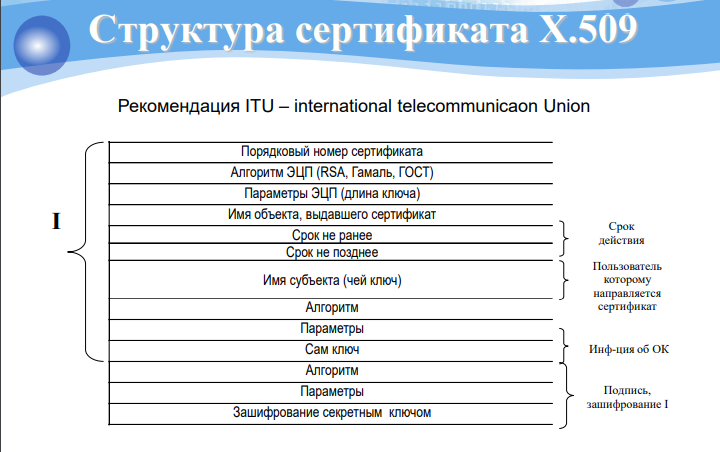 Структура сертификата X.509
Рекомендация ITU – international telecommunicaon Union
Порядковый номер сертификата
Алгоритм ЭЦП (RSA, Гамаль, ГОСТ)
Параметры ЭЦП (длина ключа)
I
Имя объекта, выдавшего сертификат
Срок не ранее
Срок не позднее
Срок
действия
Имя субъекта (чей ключ)
Пользователь
которому
направляется
сертификат
Алгоритм
Параметры
Сам ключ
Инф-ция об ОК
Алгоритм
Параметры
Зашифрование секретным ключом
Подпись,
зашифрование I